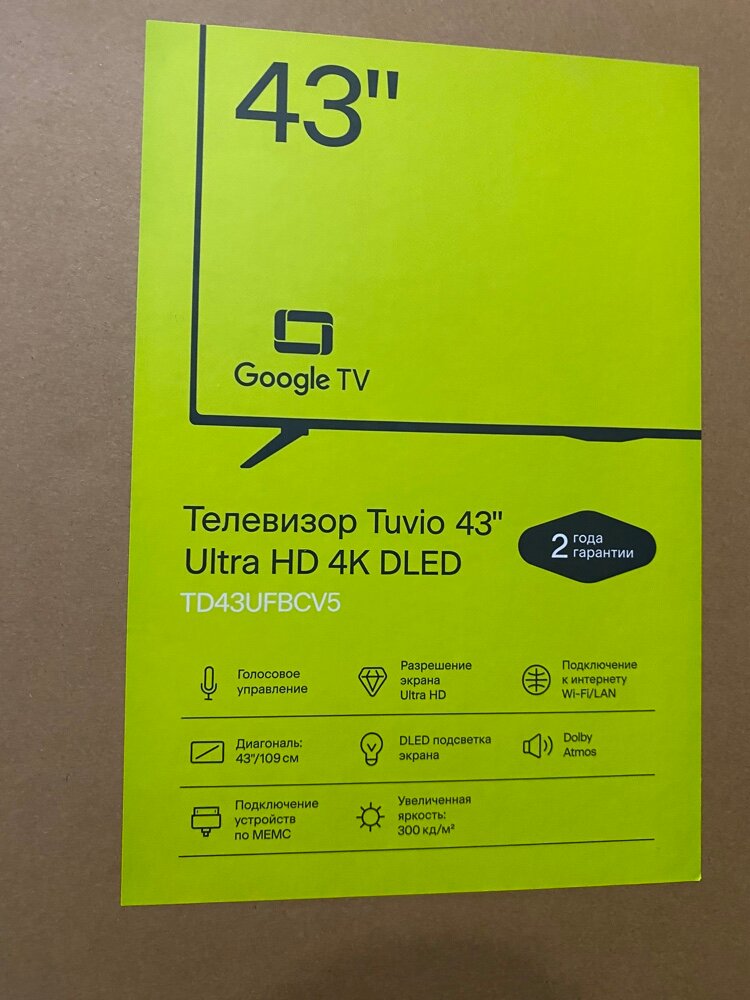 43"
Google TV
Телевизор Tuvio 43"
Ultra HD 4K DLED
TD43UFBCV5
2 года
гарантии
Голосовое
управление
Разрешение
экрана
Ultra HD
Подключение
к интернету
Wi-Fi/LAN
Диагональ:
43"/109 см
DLED подсветка
экрана
Dolby
Atmos
Подключение
устройств
по МЕМС
Увеличенная
яркость:
300 кд/м²